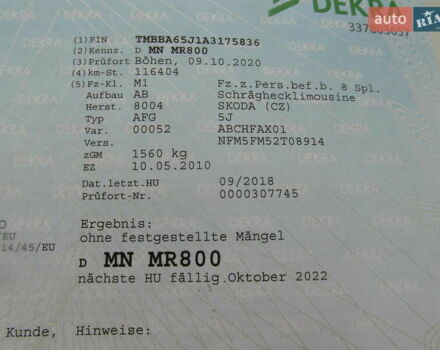 DEKRA
auto RIA
337803657
(1) FIN TMBBA65J1A3175836
(2) Kennz. D MN MR800
(3) Prüfort Böhen, 09.10.2020
(4) km-St. 116404
(5) Fz-Kl. M1 Fz.z.Pers.bef.b. 8 Spl.
Aufbau AB Schräghecklimousine
Herst. 8004 SKODA (CZ)
Typ AFG 5J
Var. 00052 ABCHFAX01
Vers. NFM5FM52T08914
zGM 1560 kg
EZ 10.05.2010
Dat.letzt.HU 09/2018
Prüfort-Nr. 0000307745
Ergebnis:
ohne festgestellte Mängel
14/45/EU
D MN MR800
nächste HU fällig Oktober 2022
Kunde, Hinweise: